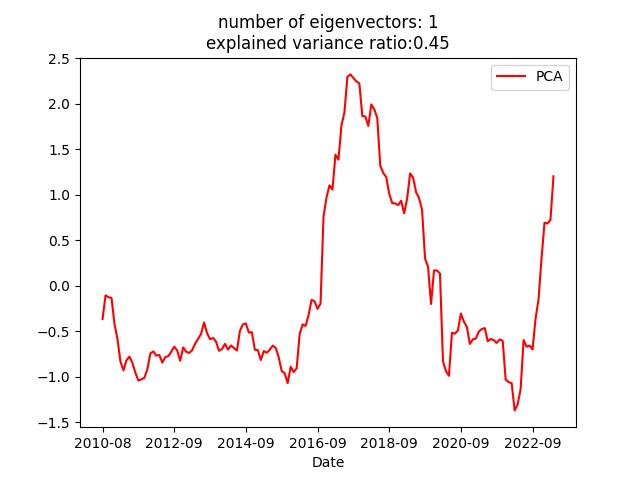 number of eigenvectors: 1
explained variance ratio:0.45
PCA
2.5
2.0
1.5
1.0
0.5
0.0
−0.5
−1.0
−1.5
2010-08 2012-09 2014-09 2016-09 2018-09 2020-09 2022-09
Date